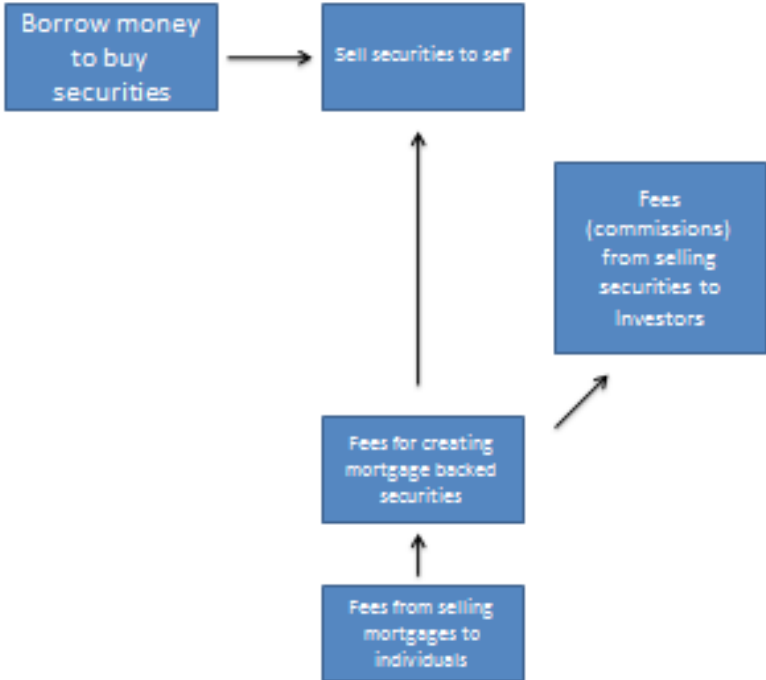 Borrow money
to buy
securities
Sell securities to self
Fees
(commissions)
from selling
securities to
Investors
Fees for creating
mortgage backed
securities
Fees from selling
mortgages to
individuals